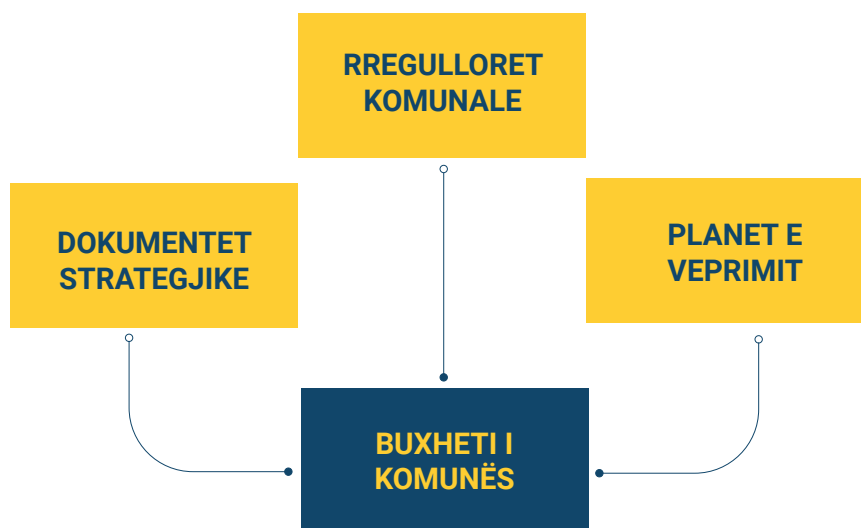 RREGULLORET
KOMUNALE
DOKUMENTET
STRATEGJIKE
PLANET E
VEPRIMIT
BUXHETI I
KOMUNËS